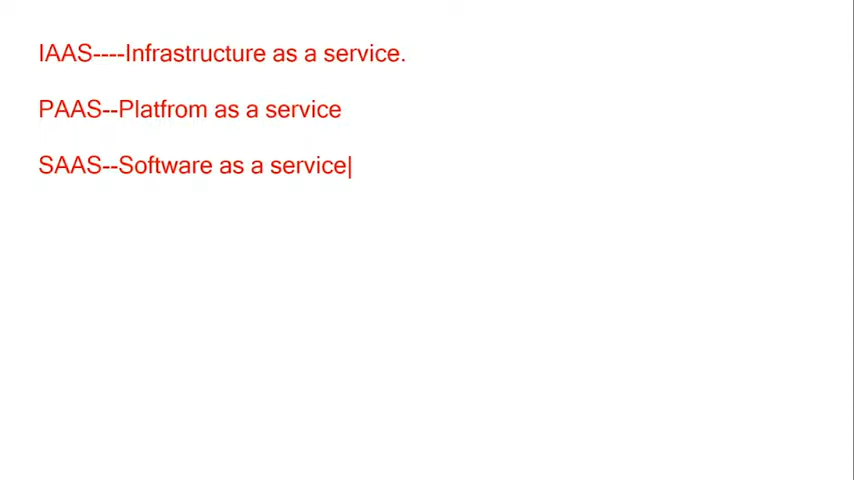 IAAS----Infrastructure as a service.
PAAS--Platfrom as a service
SAAS--Software as a service